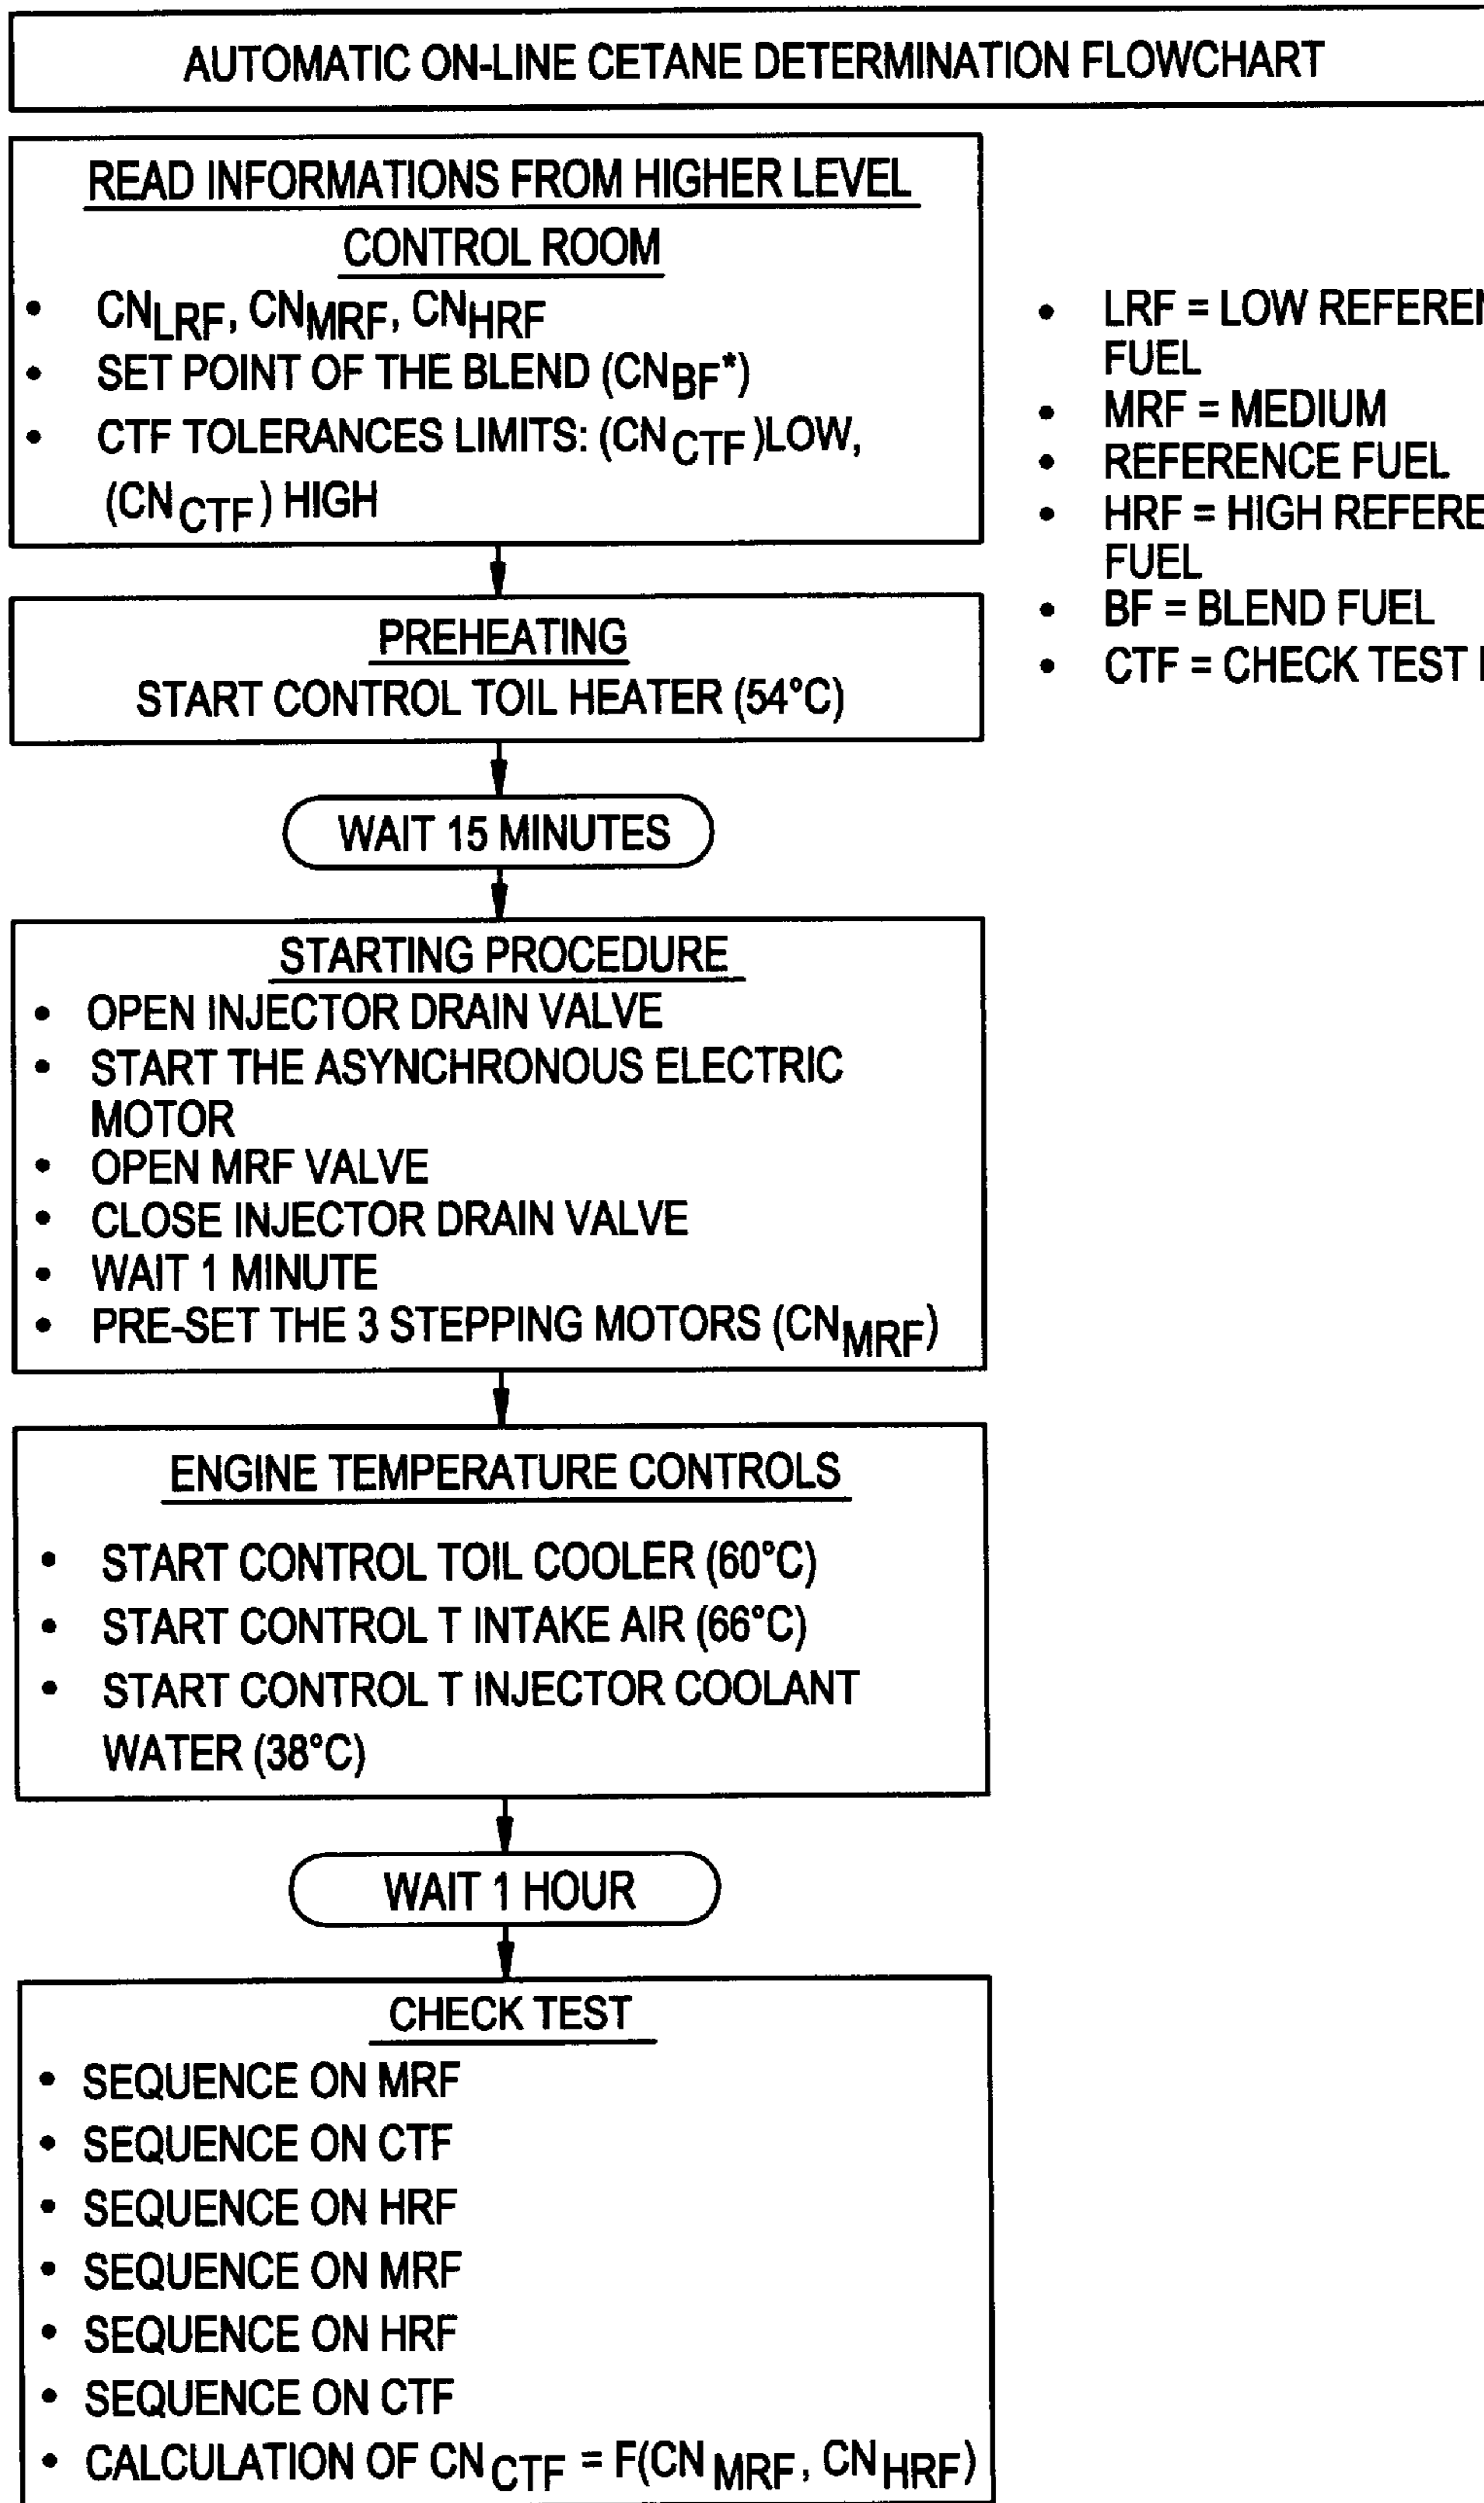 AUTOMATIC ON-LINE CETANE DETERMINATION FLOWCHART
READ INFORMATIONS FROM HIGHER LEVEL
CONTROL ROOM
• CNLRF, CNMRF, CNHRF
• SET POINT OF THE BLEND (CNBF*)
• CTF TOLERANCES LIMITS: (CNCTF)LOW,
(CNCTF) HIGH
• LRF = LOW
FUEL
• MRF = MEDIUM
• REFERENCE FUEL
• HRF = HIGH
FUEL
• BF = BLEND FUEL
• CTF = CHECK TEST
PREHEATING
START CONTROL TOIL HEATER (54°C)
WAIT 15 MINUTES
STARTING PROCEDURE
• OPEN INJECTOR DRAIN VALVE
• START THE ASYNCHRONOUS ELECTRIC
MOTOR
• OPEN MRF VALVE
• CLOSE INJECTOR DRAIN VALVE
• WAIT 1 MINUTE
• PRE-SET THE 3 STEPPING MOTORS (CNMRF)
ENGINE TEMPERATURE CONTROLS
• START CONTROL TOIL COOLER (60°C)
• START CONTROL T INTAKE AIR (66°C)
• START CONTROL T INJECTOR COOLANT
WATER (38°C)
WAIT 1 HOUR
CHECK TEST
• SEQUENCE ON MRF
• SEQUENCE ON CTF
• SEQUENCE ON HRF
• SEQUENCE ON MRF
• SEQUENCE ON HRF
• SEQUENCE ON CTF
• CALCULATION OF CNCTF = F(CNMRF, CNHRF)